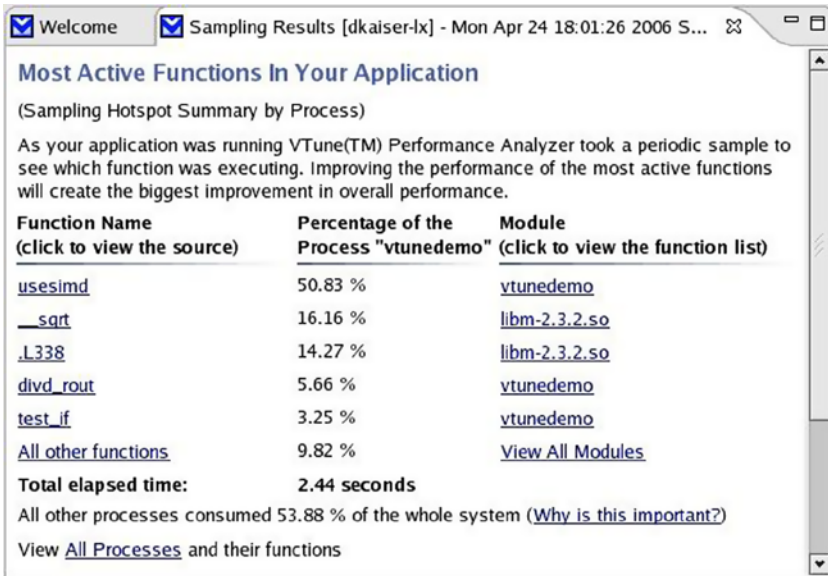 Welcome
Sampling Results [dkaiser-lx] - Mon Apr 24 18:01:26 2006 S...
Most Active Functions In Your Application
(Sampling Hotspot Summary by Process)
As your application was running VTune(TM) Performance Analyzer took a periodic sample to
see which function was executing. Improving the performance of the most active functions
will create the biggest improvement in overall performance.
Function Name Percentage of the Module
(click to view the source) Process "vtunedemo" (click to view the function list)
usesimd 50.83 % vtunedemo
__sqrt 16.16 % libm-2.3.2.so
.L338 14.27 % libm-2.3.2.so
divd_rout 5.66 % vtunedemo
test_if 3.25 % vtunedemo
All other functions 9.82 % View All Modules
Total elapsed time: 2.44 seconds
All other processes consumed 53.88 % of the whole system (Why is this important?)
View All Processes and their functions